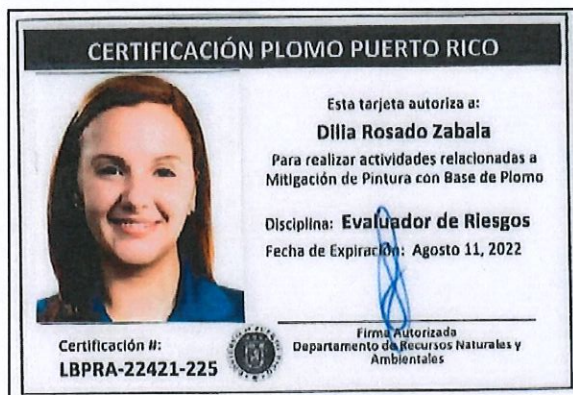 CERTIFICACIÓN PLOMO PUERTO RICO
Esta tarjeta autoriza a:
Dilia Rosado Zabala
Para realizar actividades relacionadas a
Mitigación de Pintura con Base de Plomo
Disciplina: Evaluador de Riesgos
Fecha de Expiración: Agosto 11, 2022
Firma Autorizada
Departamento de Recursos Naturales y
Ambientales
Certificación #:
LBPRA-22421-225